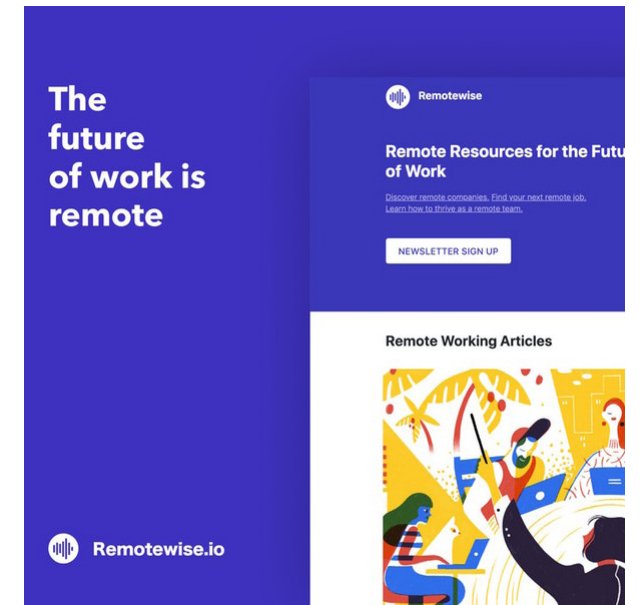 The
future
of work is
remote
Remotewise.io
Remotewise
Remote Resources for the Futu
of Work
Discover remote companies. Find your next remote job.
Learn how to thrive as a remote team.
NEWSLETTER SIGN UP
Remote Working Articles